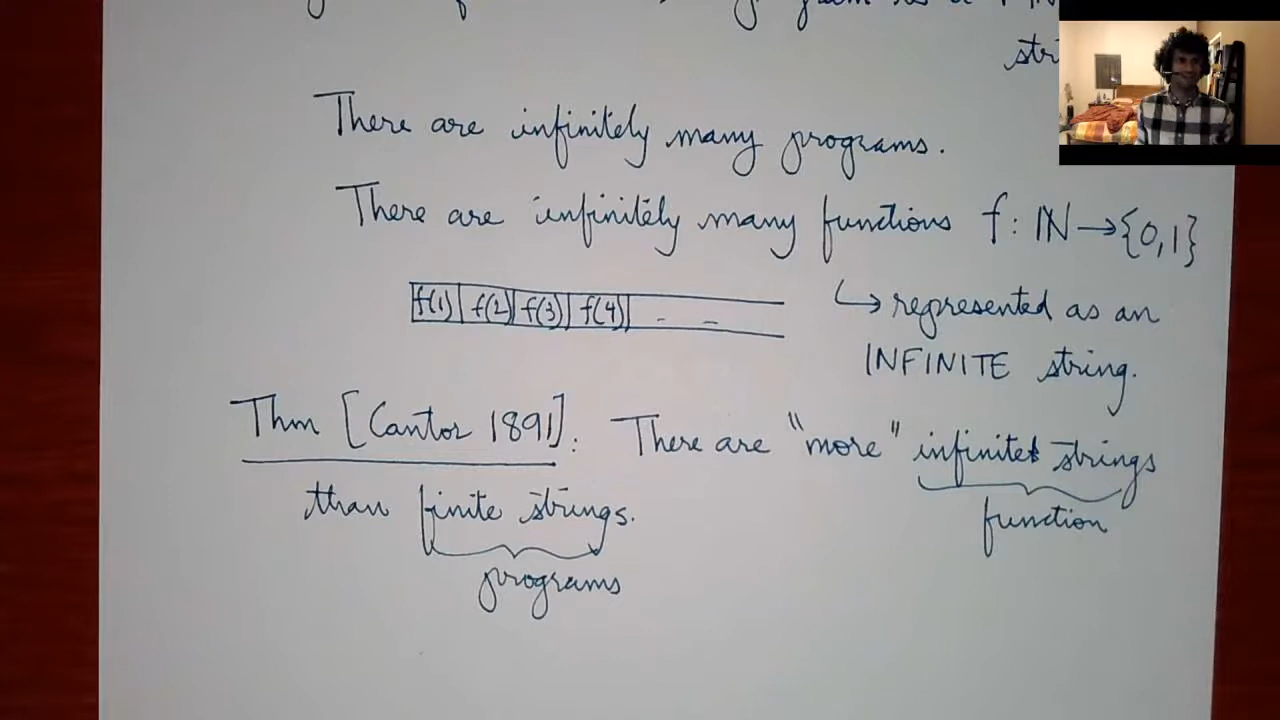 str
There are infinitely many programs.
There are infinitely many functions f: ℕ → {0,1}
f(1) f(2) f(3) f(4) - -
↳ represented as an
INFINITE string.
Thm [Cantor 1891]: There are "more" infinite strings
than finite strings.
function
programs